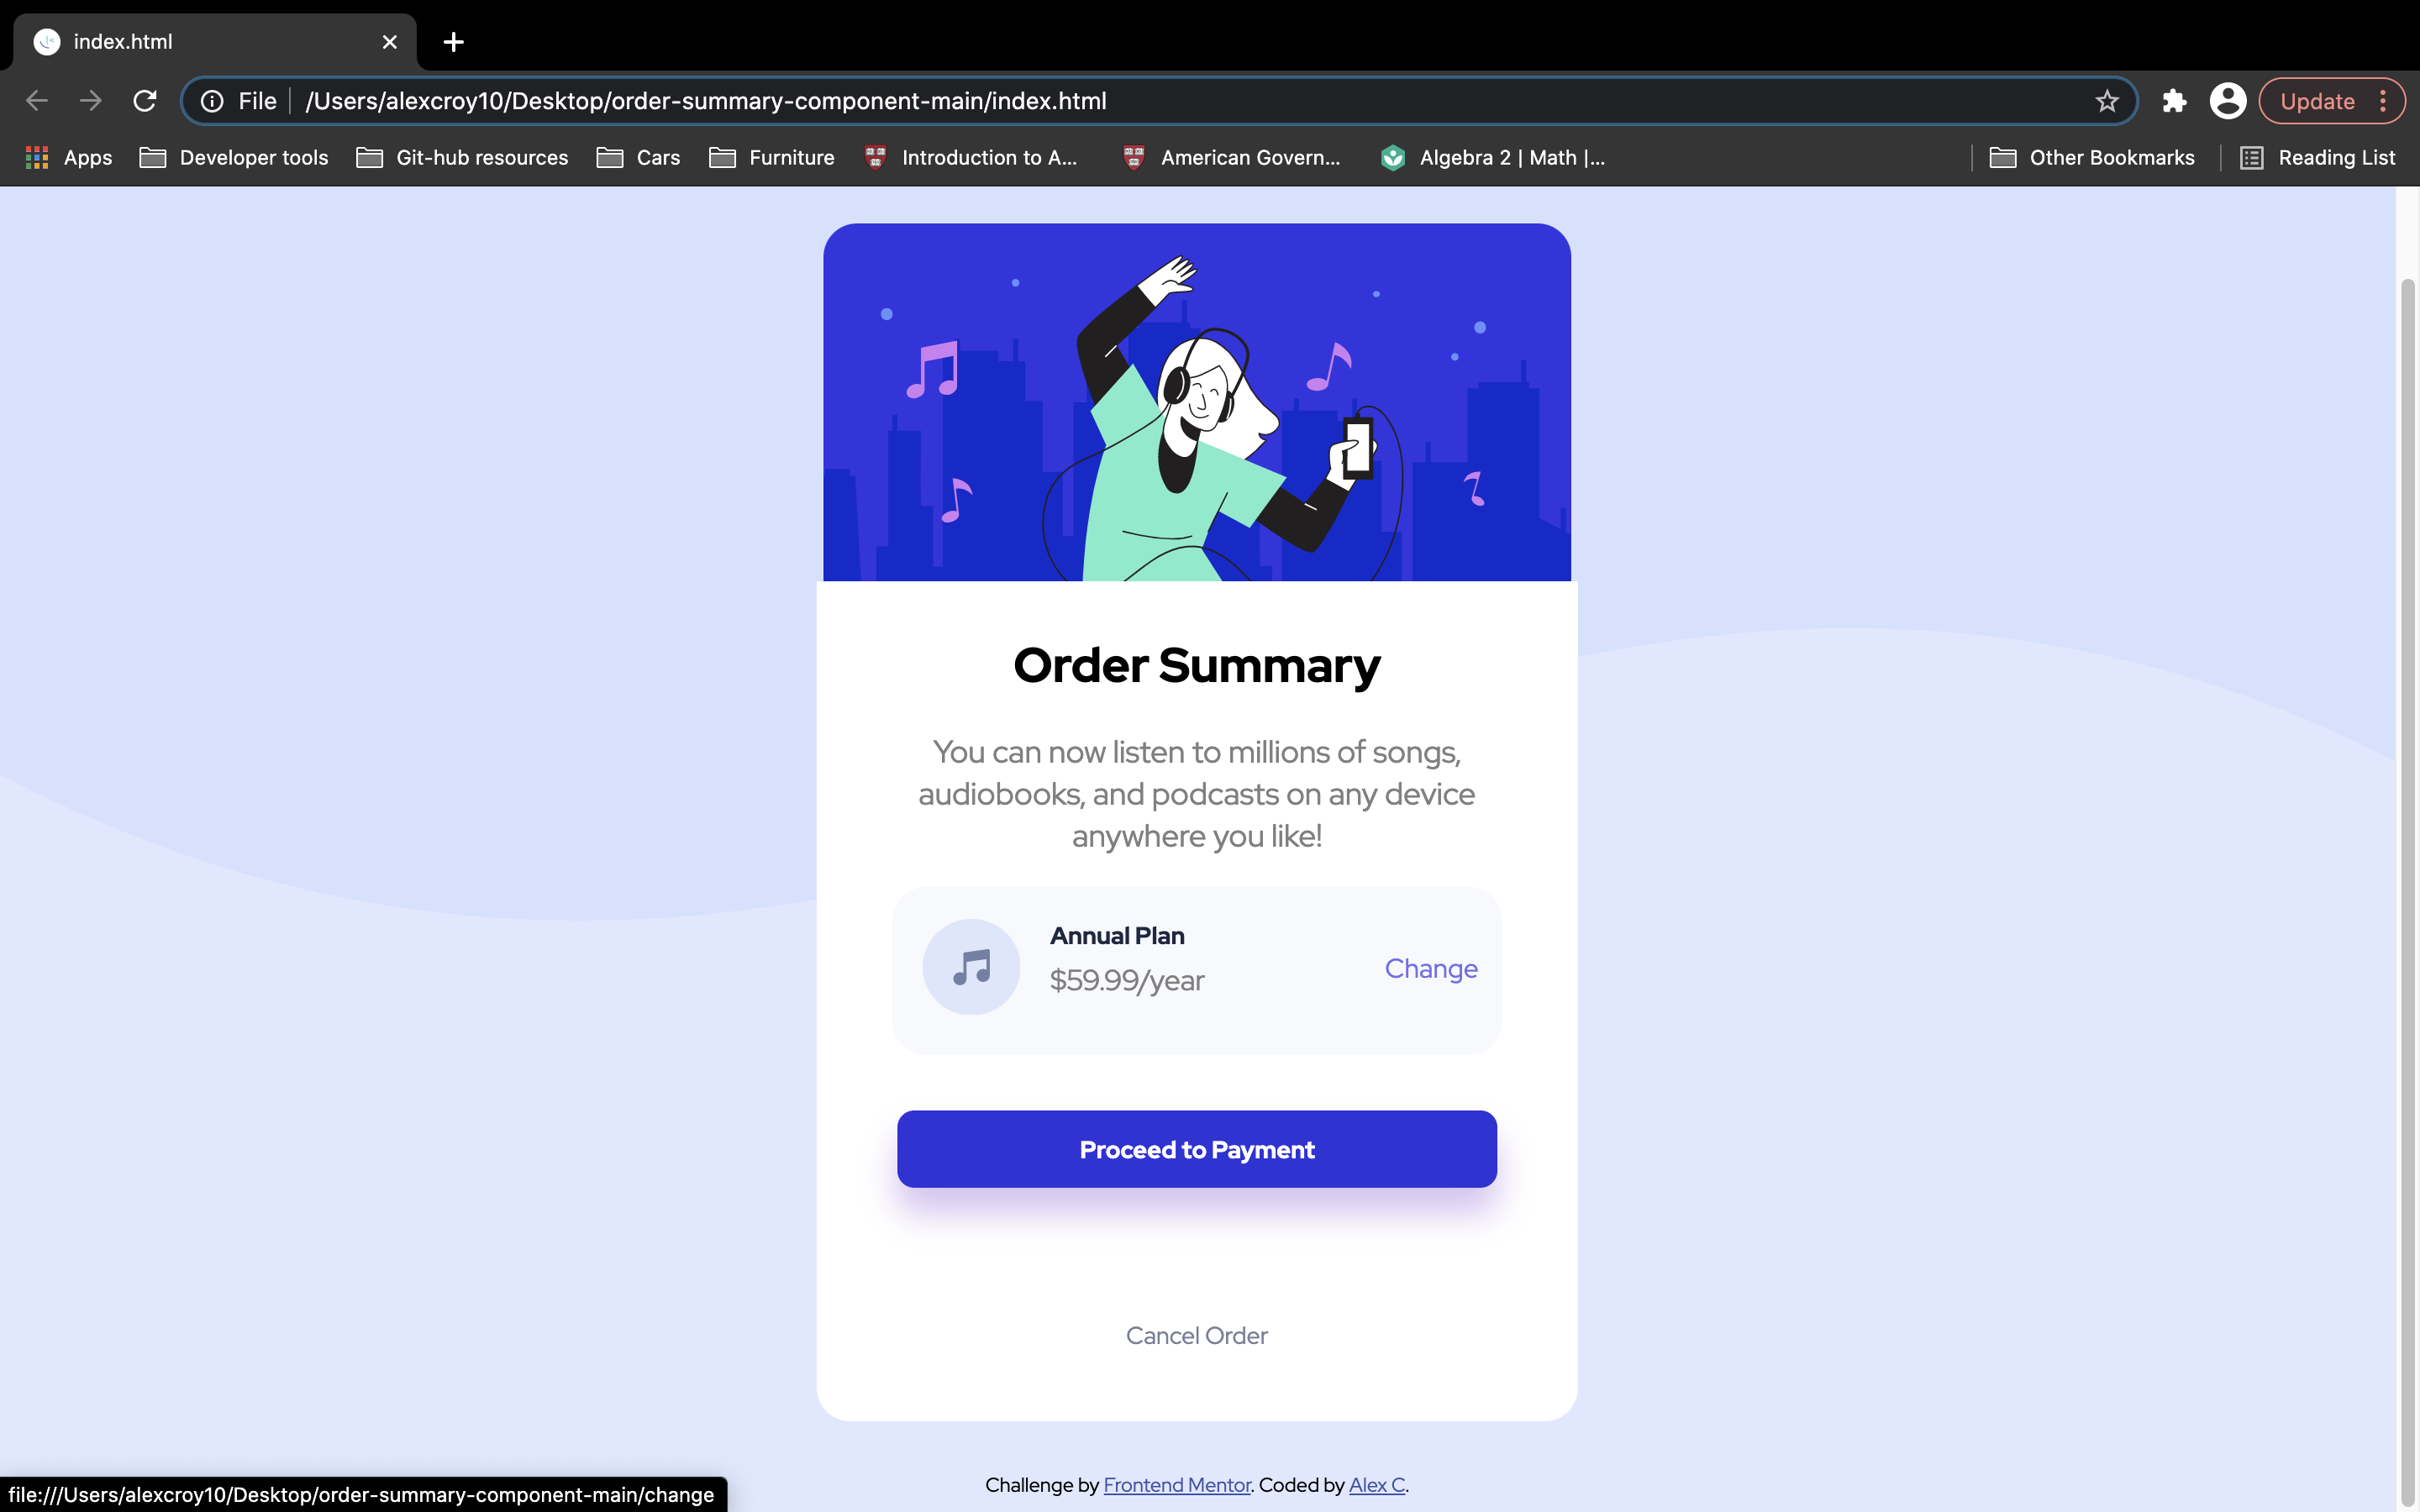 index.html
File /Users/alexcroy10/Desktop/order-summary-component-main/index.html
Update
Apps Developer tools Git-hub resources Cars Furniture Introduction to A... American Govern... Algebra 2 | Math |... Other Bookmarks Reading List
Order Summary
You can now listen to millions of songs,
audiobooks, and podcasts on any device
anywhere you like!
Annual Plan
$59.99/year
Change
Proceed to Payment
Cancel Order
Challenge by Frontend Mentor. Coded by Alex C.
file:///Users/alexcroy10/Desktop/order-summary-component-main/change